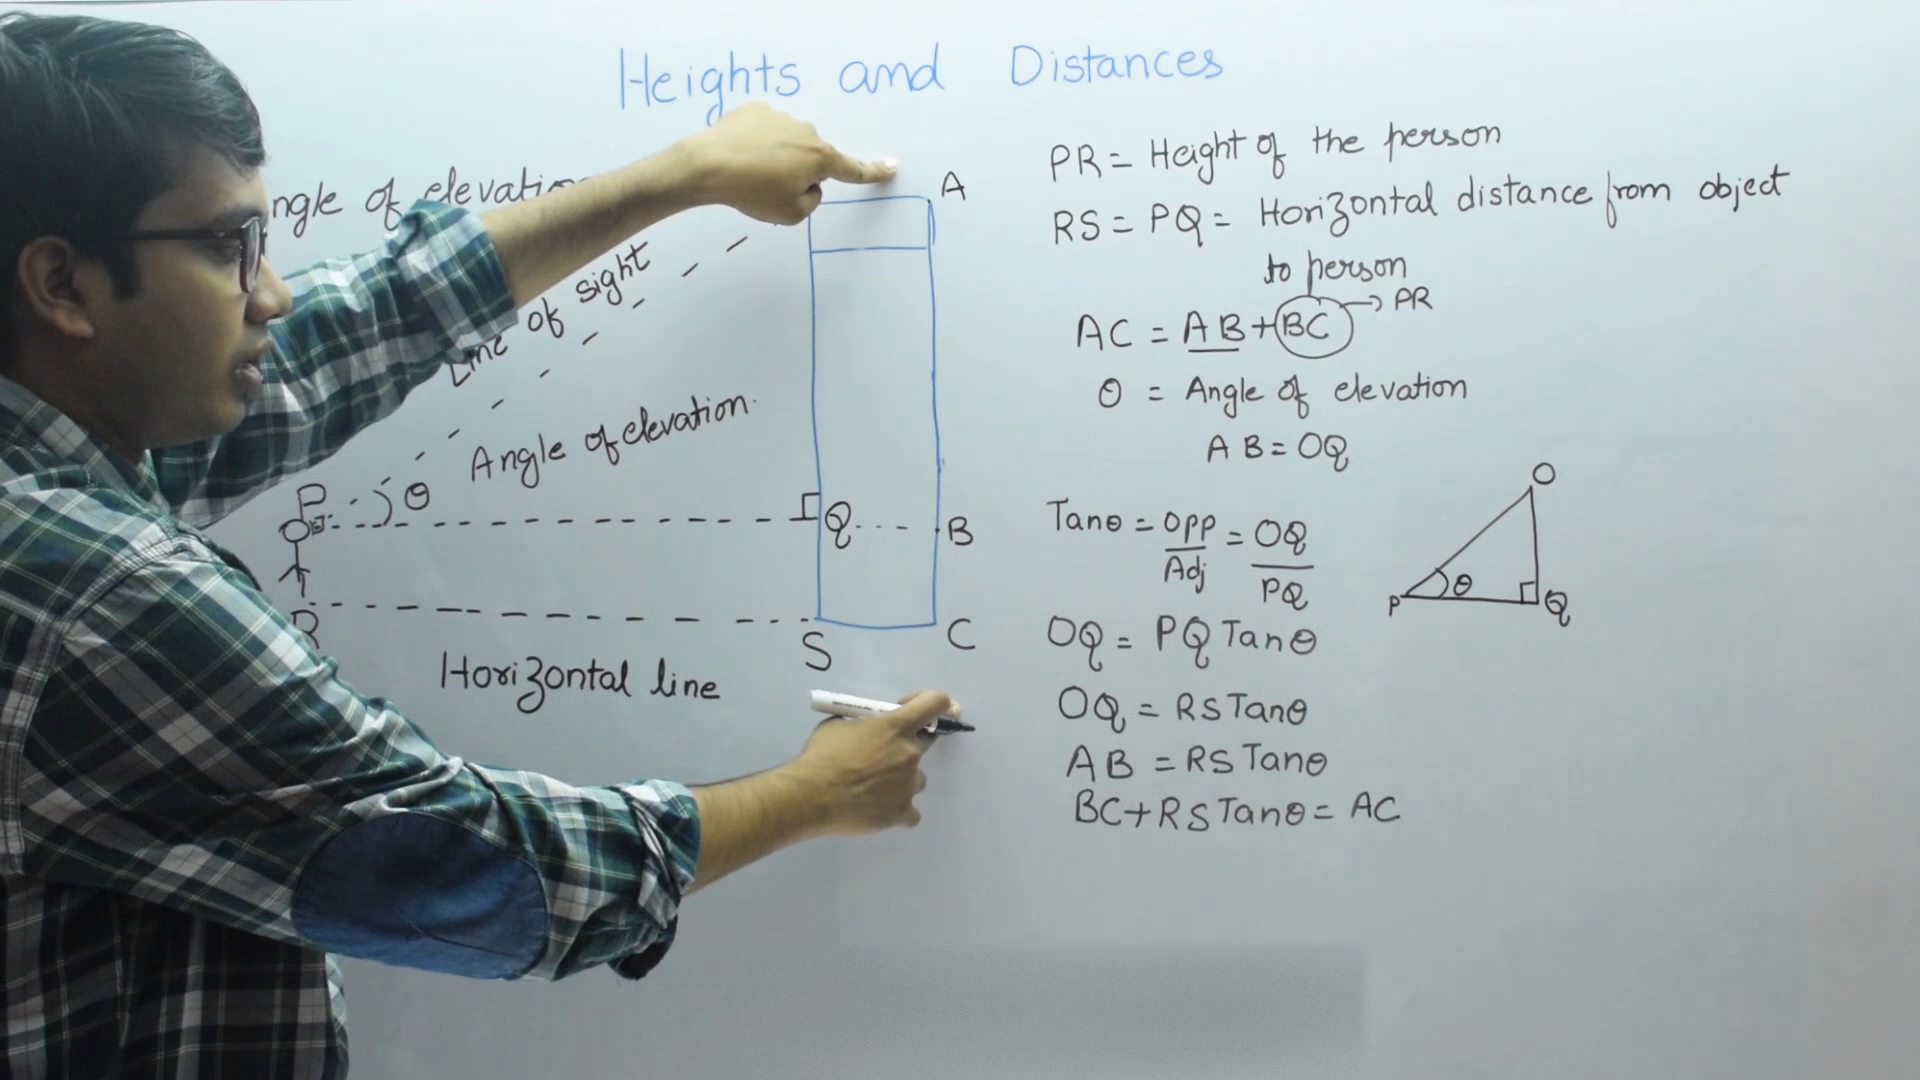 Heights and Distances
ngle of elevation
Line of sight
Angle of elevation.
P
θ
Q
B
A
R
S
C
Horizontal line
PR = Height of the person
RS = PQ = Horizontal distance from object
to person
AC = AB + BC → PR
θ = Angle of elevation
AB = OQ
Tanθ = Opp/Adj = OQ/PQ
OQ = PQ Tanθ
OQ = RS Tanθ
AB = RS Tanθ
BC + RS Tanθ = AC
O
P
θ
Q